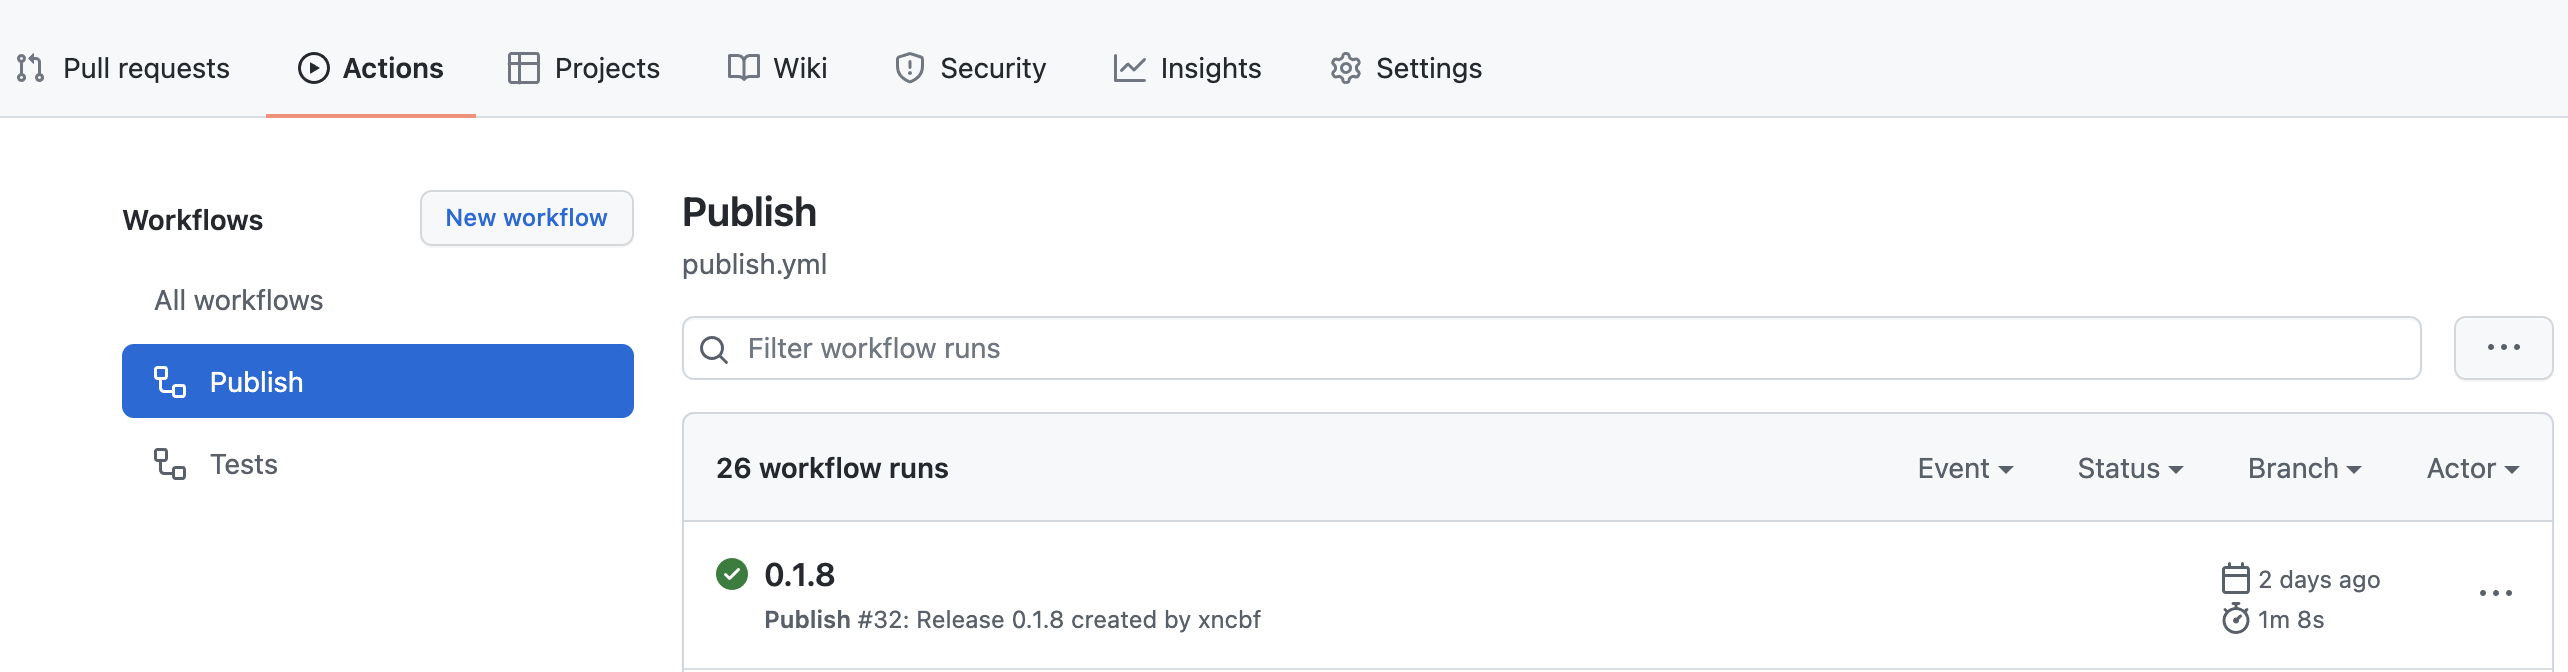 Pull requests Actions Projects Wiki Security Insights Settings
Workflows New workflow
All workflows
Publish
Tests
Publish
publish.yml
Filter workflow runs
26 workflow runs Event Status Branch Actor
0.1.8
Publish #32: Release 0.1.8 created by xncbf
2 days ago
1m 8s